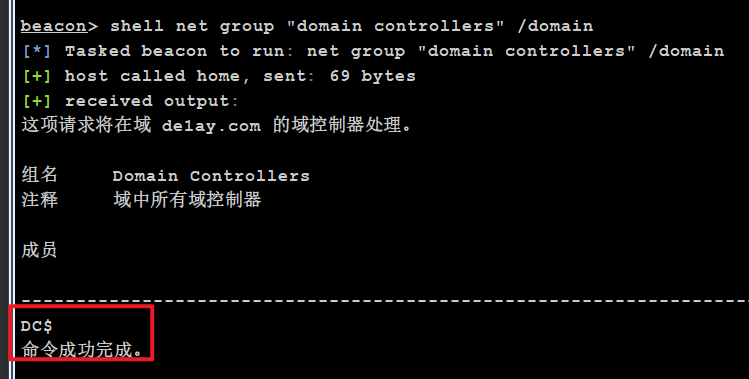 beacon> shell net group "domain controllers" /domain
[*] Tasked beacon to run: net group "domain controllers" /domain
[+] host called home, sent: 69 bytes
[+] received output:
这项请求将在域 de1ay.com 的域控制器处理。
组名     Domain Controllers
注释     域中所有域控制器
成员
-------------------------------------------------------------------------------
DC$
命令成功完成。